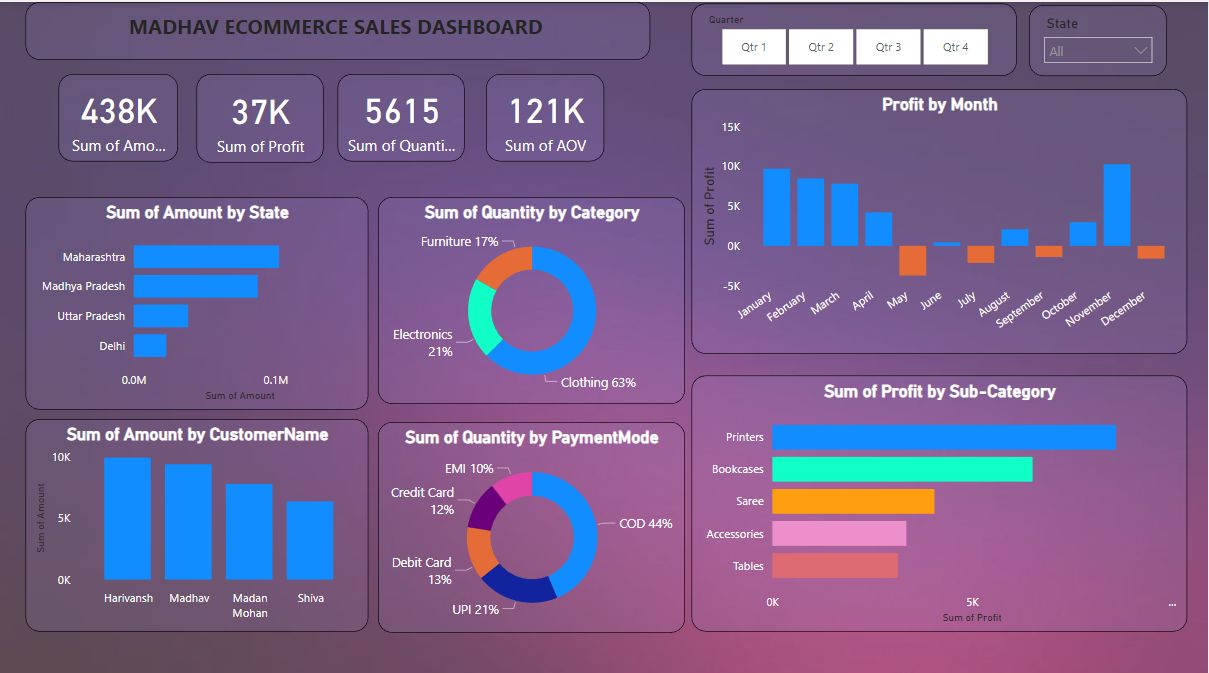 MADHAV ECOMMERCE SALES DASHBOARD
Quarter
Qtr 1
Qtr 2
Qtr 3
Qtr 4
State
All
438K
Sum of Amo...
37K
Sum of Profit
5615
Sum of Quanti...
121K
Sum of AOV
Profit by Month
Sum of Profit
15K
10K
5K
0K
-5K
January
February
March
April
May
June
July
August
September
October
November
December
Sum of Amount by State
Maharashtra
Madhya Pradesh
Uttar Pradesh
Delhi
0.0M
0.1M
Sum of Amount
Sum of Quantity by Category
Furniture 17%
Electronics
21%
Clothing 63%
Sum of Profit by Sub-Category
Printers
Bookcases
Saree
Accessories
Tables
0K
5K
...
Sum of Profit
Sum of Amount by CustomerName
Sum of Amount
10K
5K
0K
Harivansh
Madhav
Madan
Mohan
Shiva
Sum of Quantity by PaymentMode
EMI 10%
Credit Card
12%
COD 44%
Debit Card
13%
UPI 21%